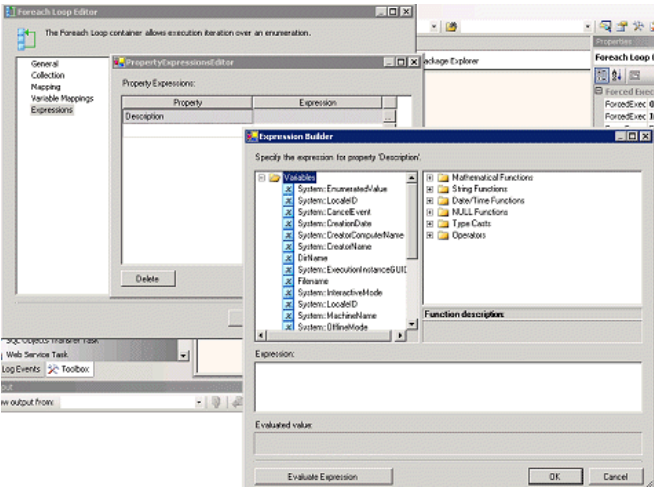 Foreach Loop Editor
The Foreach Loop container allows execution iteration over an enumeration.
General
Collection
Mapping
Variable Mappings
Expressions
PropertyExpressionsEditor
Property Expressions:
Property Expression
Description ...
Delete
ackage Explorer
Properties
Foreach Loop
Forced Exec
ForcedExec
ForcedExec
Expression Builder
Specify the expression for property 'Description'.
Variables
System::EnumeratedValue
System::LocaleID
System::CancelEvent
System::CreationDate
System::CreatorComputerName
System::CreatorName
DirName
System::ExecutionInstanceGUID
Filename
System::InteractiveMode
System::LocaleID
System::MachineName
System::OfflineMode
Mathematical Functions
String Functions
Date/Time Functions
NULL Functions
Type Casts
Operators
Function description:
Expression:
Evaluated value:
Evaluate Expression
OK
Cancel
SQL Objects Transfer Task
Web Service Task
Log Events Toolbox
put
w output from: